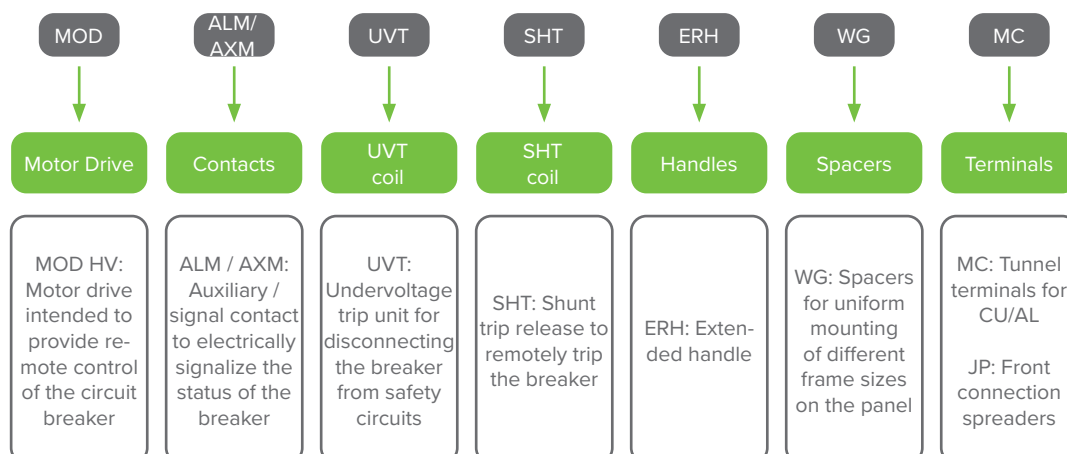 MOD
ALM/
AXM
UVT
SHT
ERH
WG
MC
Motor Drive
Contacts
UVT
coil
SHT
coil
Handles
Spacers
Terminals
MOD HV:
Motor drive
intended to
provide re-
mote control
of the circuit
breaker
ALM / AXM:
Auxiliary /
signal contact
to electrically
signalize the
status of the
breaker
UVT:
Undervoltage
trip unit for
disconnecting
the breaker
from safety
circuits
SHT: Shunt
trip release to
remotely trip
the breaker
ERH: Exten-
ded handle
WG: Spacers
for uniform
mounting
of different
frame sizes
on the panel
MC: Tunnel
terminals for
CU/AL
JP: Front
connection
spreaders